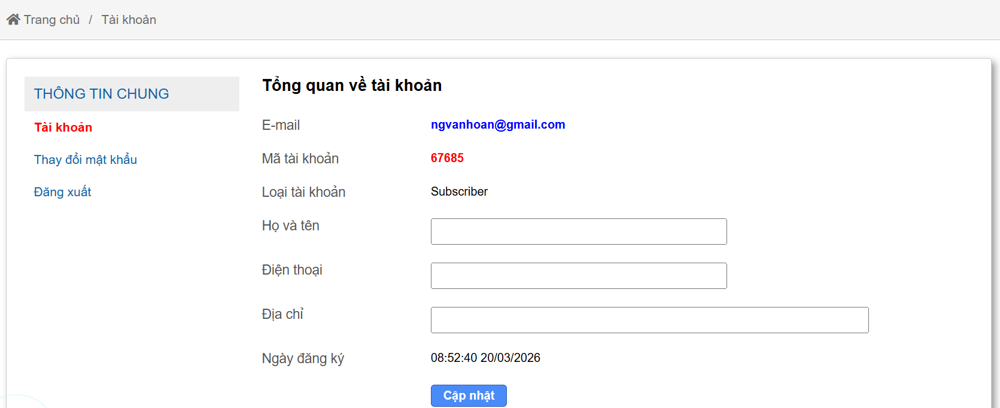 Trang chủ / Tài khoản
THÔNG TIN CHUNG
Tài khoản
Thay đổi mật khẩu
Đăng xuất
Tổng quan về tài khoản
E-mail ngvanhoan@gmail.com
Mã tài khoản 67685
Loại tài khoản Subscriber
Họ và tên
Điện thoại
Địa chỉ
Ngày đăng ký 08:52:40 20/03/2026
Cập nhật